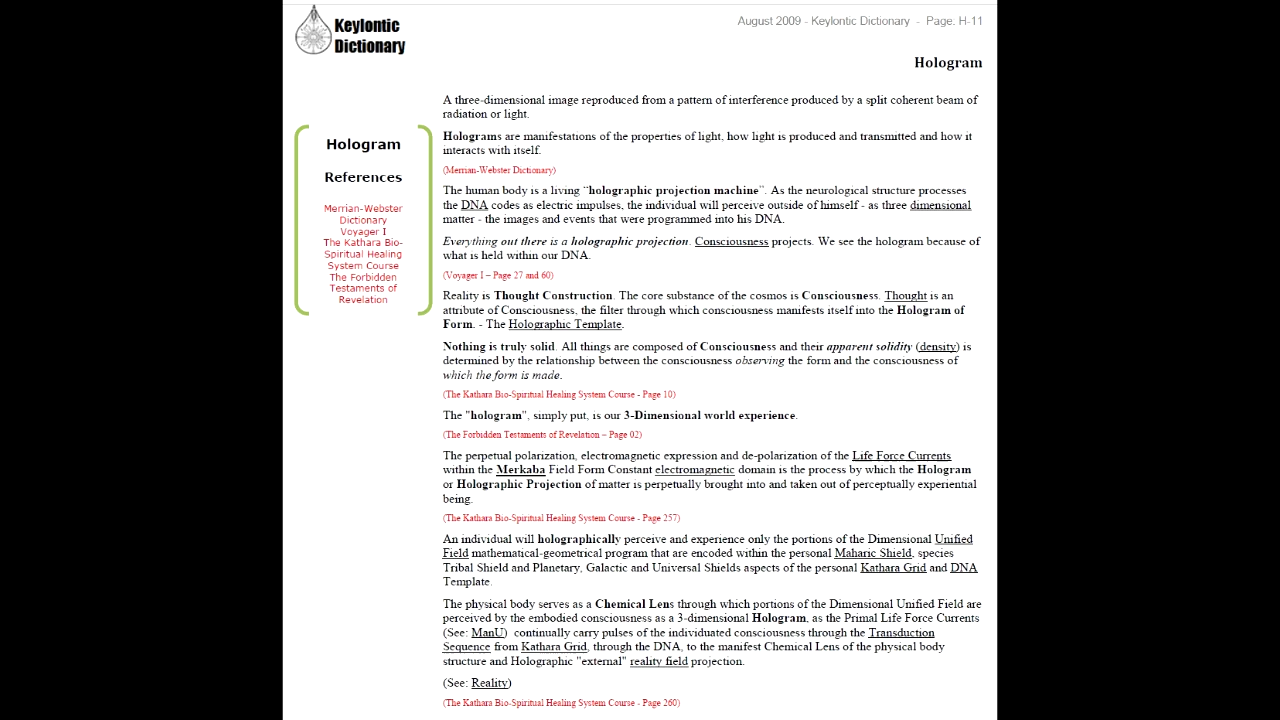 Keylontic
Dictionary
August 2009 - Keylontic Dictionary - Page. H-11
Hologram
Hologram
References
Merrian-Webster
Dictionary
Voyager I
The Kathara Bio-
Spiritual Healing
System Course
The Forbidden
Testaments of
Revelation
A three-dimensional image reproduced from a pattern of interference produced by a split coherent beam of
radiation or light.
Holograms are manifestations of the properties of light, how light is produced and transmitted and how it
interacts with itself.
(Merrian-Webster Dictionary)
The human body is a living “holographic projection machine”. As the neurological structure processes
the DNA codes as electric impulses, the individual will perceive outside of himself - as three dimensional
matter - the images and events that were programmed into his DNA.
Everything out there is a holographic projection. Consciousness projects. We see the hologram because of
what is held within our DNA.
(Voyager I – Page 27 and 60)
Reality is Thought Construction. The core substance of the cosmos is Consciousness. Thought is an
attribute of Consciousness, the filter through which consciousness manifests itself into the Hologram of
Form. - The Holographic Template.
Nothing is truly solid. All things are composed of Consciousness and their apparent solidity (density) is
determined by the relationship between the consciousness observing the form and the consciousness of
which the form is made.
(The Kathara Bio-Spiritual Healing System Course - Page 10)
The "hologram", simply put, is our 3-Dimensional world experience.
(The Forbidden Testaments of Revelation – Page 02)
The perpetual polarization, electromagnetic expression and de-polarization of the Life Force Currents
within the Merkaba Field Form Constant electromagnetic domain is the process by which the Hologram
or Holographic Projection of matter is perpetually brought into and taken out of perceptually experiential
being.
(The Kathara Bio-Spiritual Healing System Course - Page 257)
An individual will holographically perceive and experience only the portions of the Dimensional Unified
Field mathematical-geometrical program that are encoded within the personal Maharic Shield, species
Tribal Shield and Planetary, Galactic and Universal Shields aspects of the personal Kathara Grid and DNA
Template.
The physical body serves as a Chemical Lens through which portions of the Dimensional Unified Field are
perceived by the embodied consciousness as a 3-dimensional Hologram, as the Primal Life Force Currents
(See: ManU) continually carry pulses of the individuated consciousness through the Transduction
Sequence from Kathara Grid, through the DNA, to the manifest Chemical Lens of the physical body
structure and Holographic "external" reality field projection.
(See: Reality)
(The Kathara Bio-Spiritual Healing System Course - Page 260)